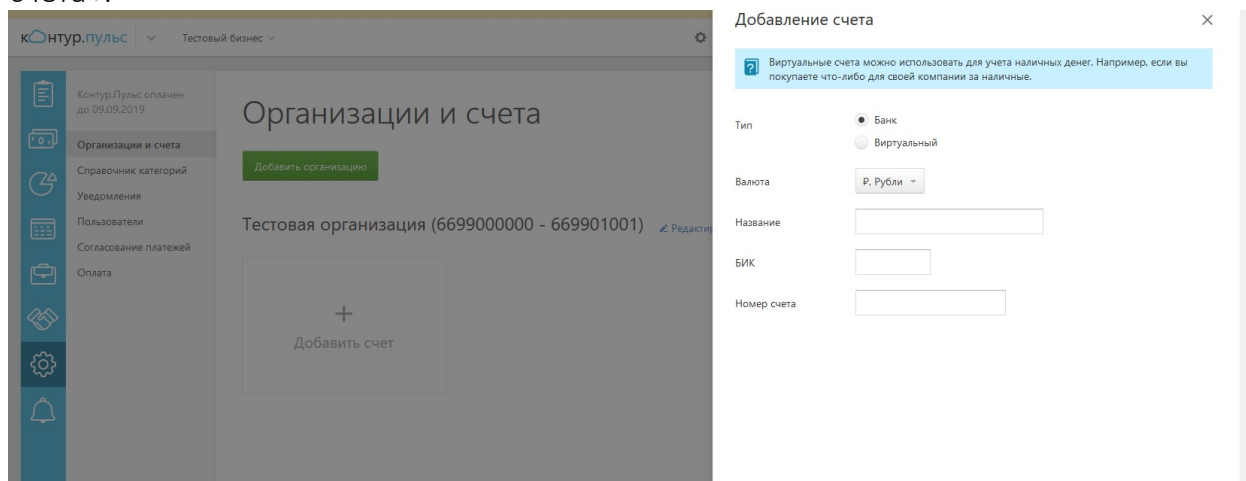 контур.пульс
Тестовый бизнес
Контур.Пульс оплачен
до 09.09.2019
Организации и счета
Справочник категорий
Уведомления
Пользователи
Согласование платежей
Оплата
Организации и счета
Добавить организацию
Тестовая организация (6699000000 - 669901001)
Редактир
+
Добавить счет
Добавление счета
Виртуальные счета можно использовать для учета наличных денег. Например, если вы
покупаете что-либо для своей компании за наличные.
Тип
Банк
Виртуальный
Валюта
₽, Рубли
Название
БИК
Номер счета